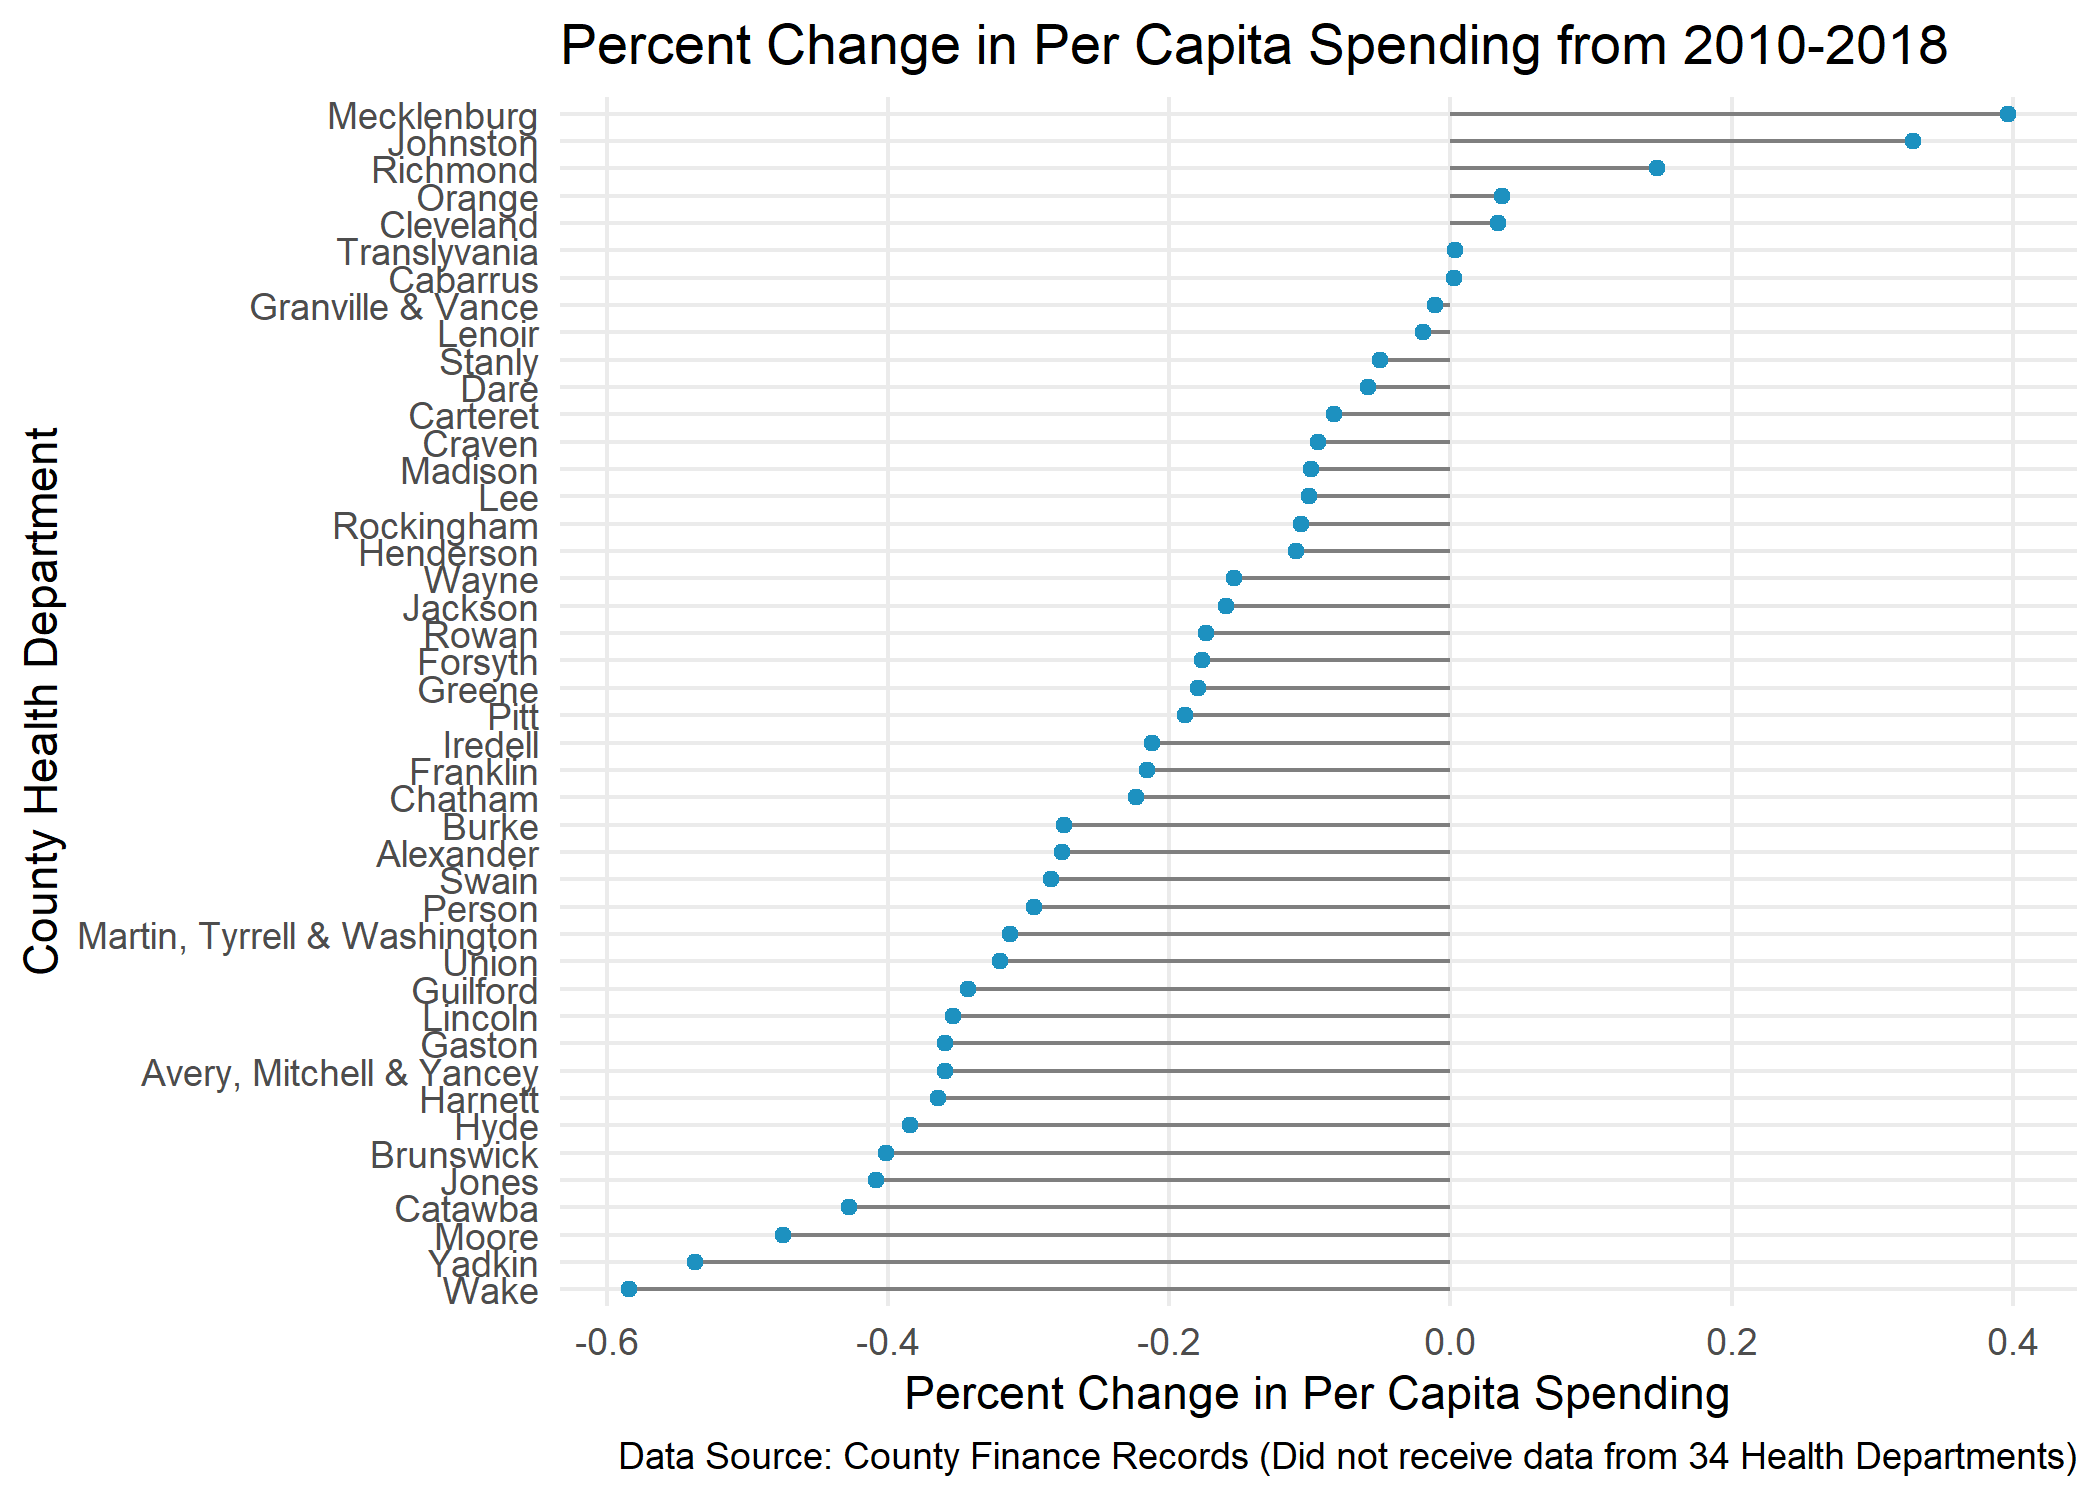 Percent Change in Per Capita Spending from 2010-2018
County Health Department
Mecklenburg
Johnston
Richmond
Orange
Cleveland
Translyvania
Cabarrus
Granville & Vance
Lenoir
Stanly
Dare
Carteret
Craven
Madison
Lee
Rockingham
Henderson
Wayne
Jackson
Rowan
Forsyth
Greene
Pitt
Iredell
Franklin
Chatham
Burke
Alexander
Swain
Person
Martin, Tyrrell & Washington
Union
Guilford
Lincoln
Gaston
Avery, Mitchell & Yancey
Harnett
Hyde
Brunswick
Jones
Catawba
Moore
Yadkin
Wake
-0.6 -0.4 -0.2 0.0 0.2 0.4
Percent Change in Per Capita Spending
Data Source: County Finance Records (Did not receive data from 34 Health Departments)